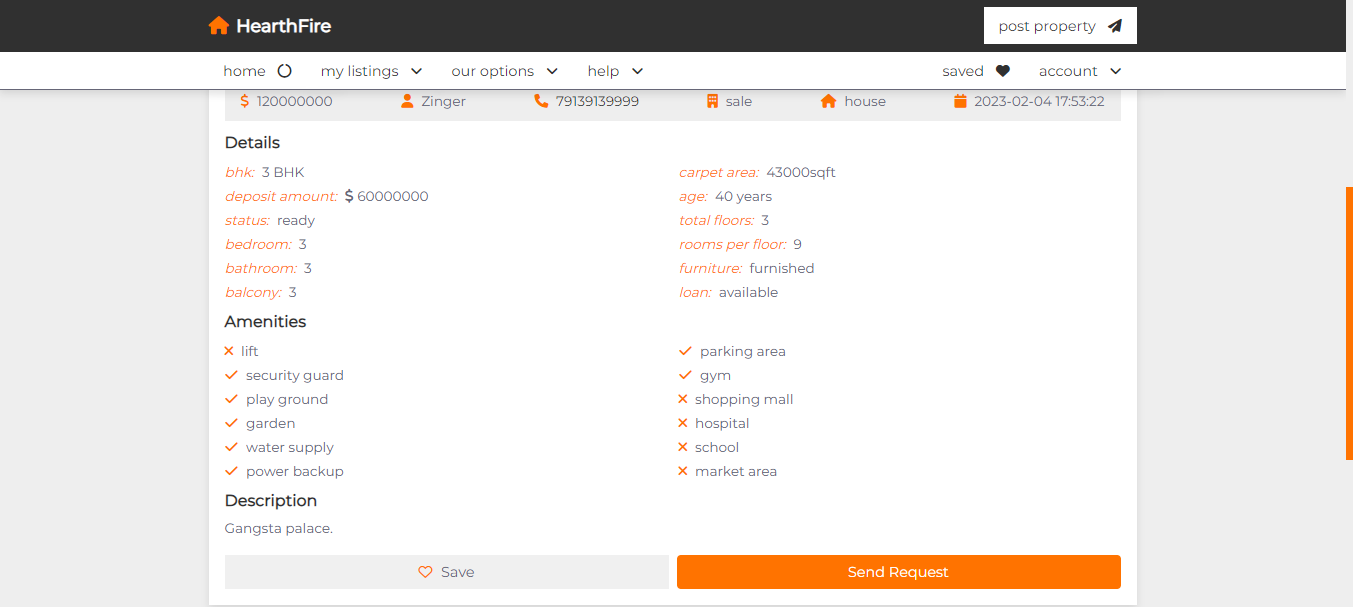 HearthFire
post property
home my listings our options help saved account
$ 120000000 Zinger 79139139999 sale house 2023-02-04 17:53:22
Details
bhk: 3 BHK
deposit amount: $ 60000000
status: ready
bedroom: 3
bathroom: 3
balcony: 3
carpet area: 43000sqft
age: 40 years
total floors: 3
rooms per floor: 9
furniture: furnished
loan: available
Amenities
lift
security guard
play ground
garden
water supply
power backup
parking area
gym
shopping mall
hospital
school
market area
Description
Gangsta palace.
Save
Send Request